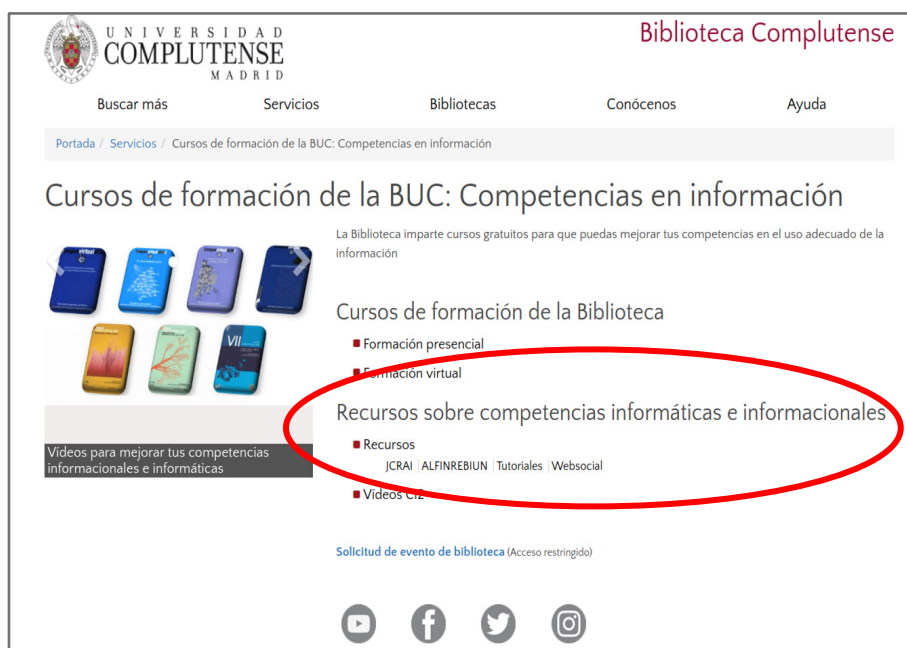 UNIVERSIDAD
COMPLUTENSE
MADRID
Biblioteca Complutense
Buscar más Servicios Bibliotecas Conócenos Ayuda
Portada / Servicios / Cursos de formación de la BUC: Competencias en información
Cursos de formación de la BUC: Competencias en información
La Biblioteca imparte cursos gratuitos para que puedas mejorar tus competencias en el uso adecuado de la
información
Cursos de formación de la Biblioteca
Formación presencial
Formación virtual
Recursos sobre competencias informáticas e informacionales
Recursos
JCRAI | ALFINREBIUN | Tutoriales | Websocial
Vídeos CI2
Vídeos para mejorar tus competencias
informacionales e informáticas
VII
Solicitud de evento de biblioteca (Acceso restringido)